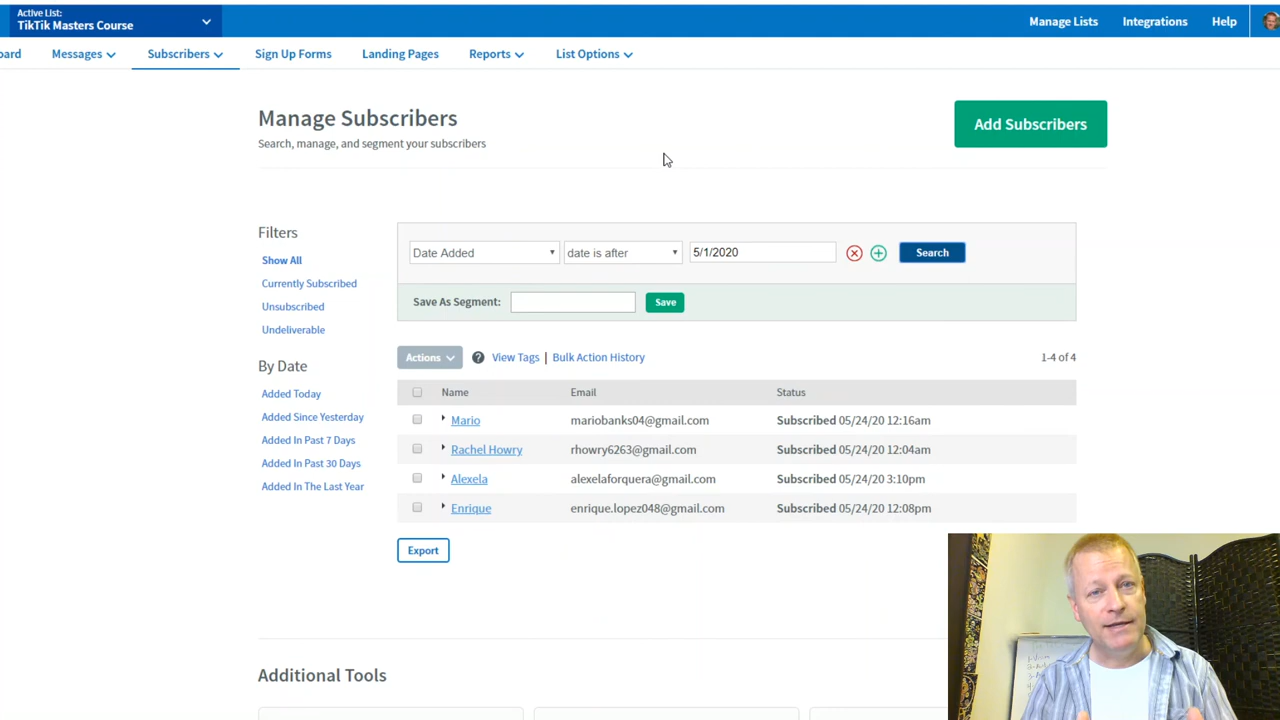 Active List:
TikTik Masters Course
Manage Lists
Integrations
Help
oard
Messages
Subscribers
Sign Up Forms
Landing Pages
Reports
List Options
Manage Subscribers
Search, manage, and segment your subscribers
Add Subscribers
Filters
Show All
Currently Subscribed
Unsubscribed
Undeliverable
By Date
Added Today
Added Since Yesterday
Added In Past 7 Days
Added In Past 30 Days
Added In The Last Year
Date Added
date is after
5/1/2020
Search
Save As Segment:
Save
Actions
? View Tags | Bulk Action History
1-4 of 4
Name Email Status
Mario mariobanks04@gmail.com Subscribed 05/24/20 12:16am
Rachel Howry rhowry6263@gmail.com Subscribed 05/24/20 12:04am
Alexela alexelaforquera@gmail.com Subscribed 05/24/20 3:10pm
Enrique enrique.lopez048@gmail.com Subscribed 05/24/20 12:08pm
Export
Additional Tools